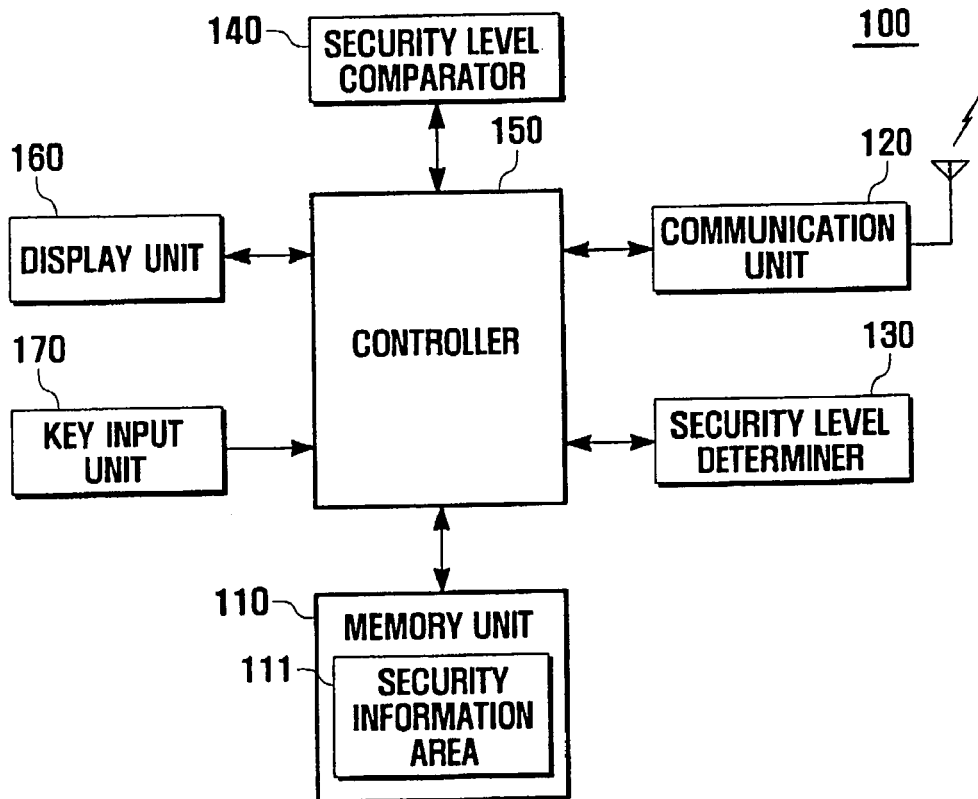 140
SECURITY LEVEL
COMPARATOR
100
150
160
DISPLAY UNIT
120
COMMUNICATION
UNIT
CONTROLLER
170
KEY INPUT
UNIT
130
SECURITY LEVEL
DETERMINER
110
MEMORY UNIT
111
SECURITY
INFORMATION
AREA